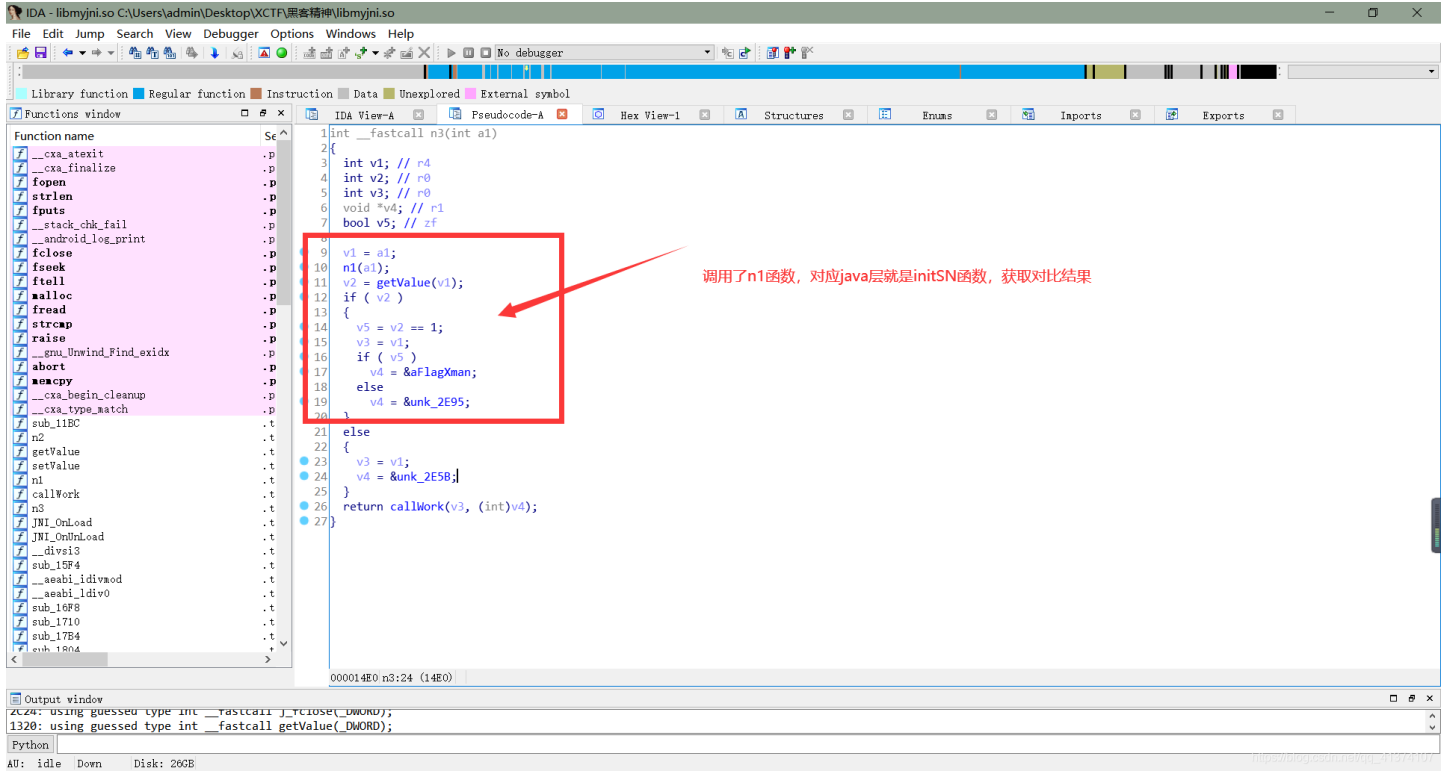 IDA - libmyjni.so C:\Users\admin\Desktop\XCTF\黑客精神\libmyjni.so
File Edit Jump Search View Debugger Options Windows Help
No debugger
Library function Regular function Instruction Data Unexplored External symbol
Functions window
IDA View-A Pseudocode-A Hex View-1 Structures Enums Imports Exports
Function name Se
__cxa_atexit .p
__cxa_finalize .p
fopen .p
strlen .p
fputs .p
__stack_chk_fail .p
__android_log_print .p
fclose .p
fseek .p
ftell .p
malloc .p
fread .p
strcmp .p
raise .p
__gnu_Unwind_Find_exidx .p
abort .p
memcpy .p
__cxa_begin_cleanup .p
__cxa_type_match .p
sub_11BC .t
n2 .t
getValue .t
setValue .t
n1 .t
callWork .t
n3 .t
JNI_OnLoad .t
JNI_OnUnLoad .t
__divsi3 .t
sub_15F4 .t
__aeabi_idivmod .t
__aeabi_ldiv0 .t
sub_16F8 .t
sub_1710 .t
sub_17B4 .t
sub_1804 .t
1 int __fastcall n3(int a1)
2 {
3 int v1; // r4
4 int v2; // r0
5 int v3; // r0
6 void *v4; // r1
7 bool v5; // zf
8
9 v1 = a1;
10 n1(a1);
11 v2 = getValue(v1);
12 if ( v2 )
13 {
14 v5 = v2 == 1;
15 v3 = v1;
16 if ( v5 )
17 v4 = &aFlagXman;
18 else
19 v4 = &unk_2E95;
20 }
21 else
22 {
23 v3 = v1;
24 v4 = &unk_2E5B;
25 }
26 return callWork(v3, (int)v4);
27 }
调用了n1函数，对应java层就是initSN函数，获取对比结果
000014E0 n3:24 (14E0)
Output window
2C24: using guessed type int __fastcall j_fclose(_DWORD);
1320: using guessed type int __fastcall getValue(_DWORD);
Python
AU: idle Down Disk: 26GB